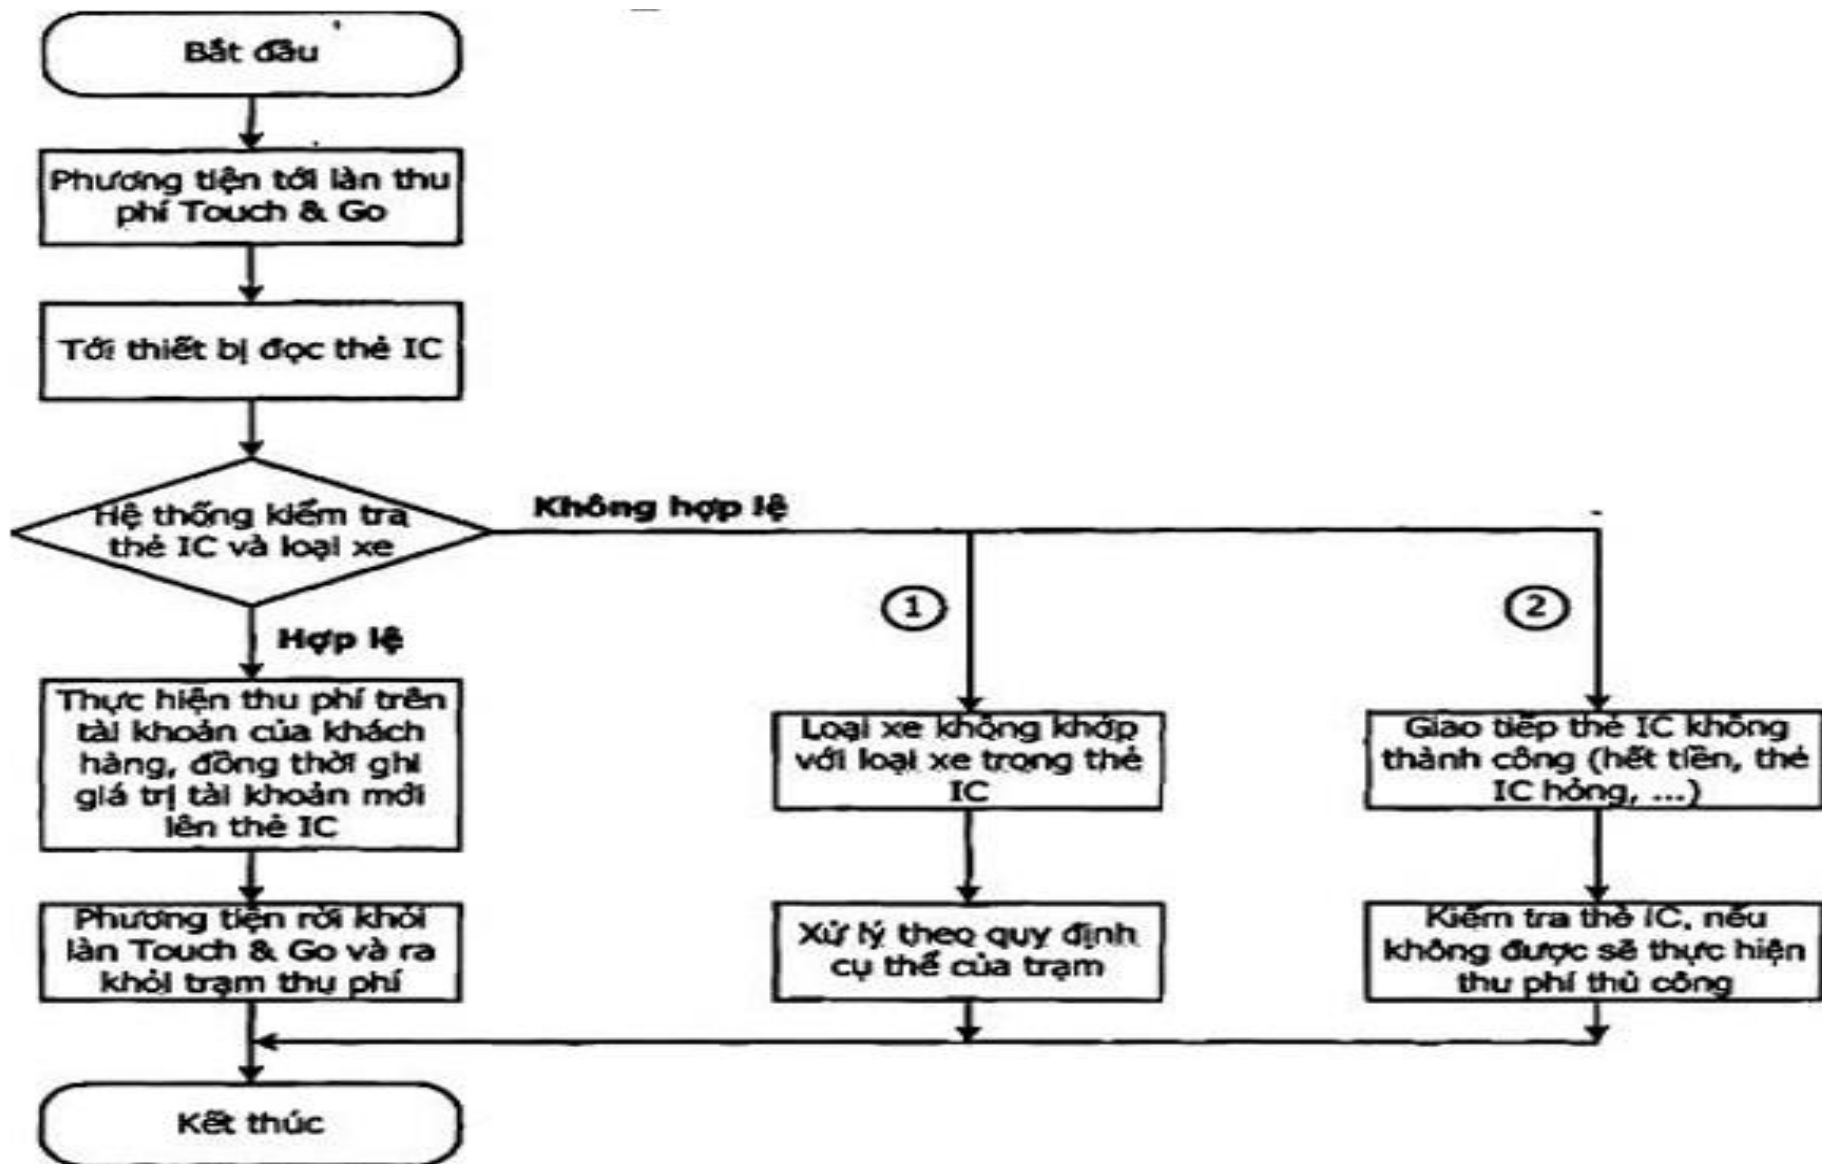 Bắt đầu
Phương tiện tới làn thu
phí Touch & Go
Tới thiết bị đọc thẻ IC
Hệ thống kiểm tra
thẻ IC và loại xe
Không hợp lệ
1
2
Hợp lệ
Thực hiện thu phí trên
tài khoản của khách
hàng, đồng thời ghi
giá trị tài khoản mới
lên thẻ IC
Loại xe không khớp
với loại xe trong thẻ
IC
Giao tiếp thẻ IC không
thành công (hết tiền, thẻ
IC hỏng, ...)
Phương tiện rời khỏi
làn Touch & Go và ra
khỏi trạm thu phí
Xử lý theo quy định
cụ thể của trạm
Kiểm tra thẻ IC, nếu
không được sẽ thực hiện
thu phí thủ công
Kết thúc